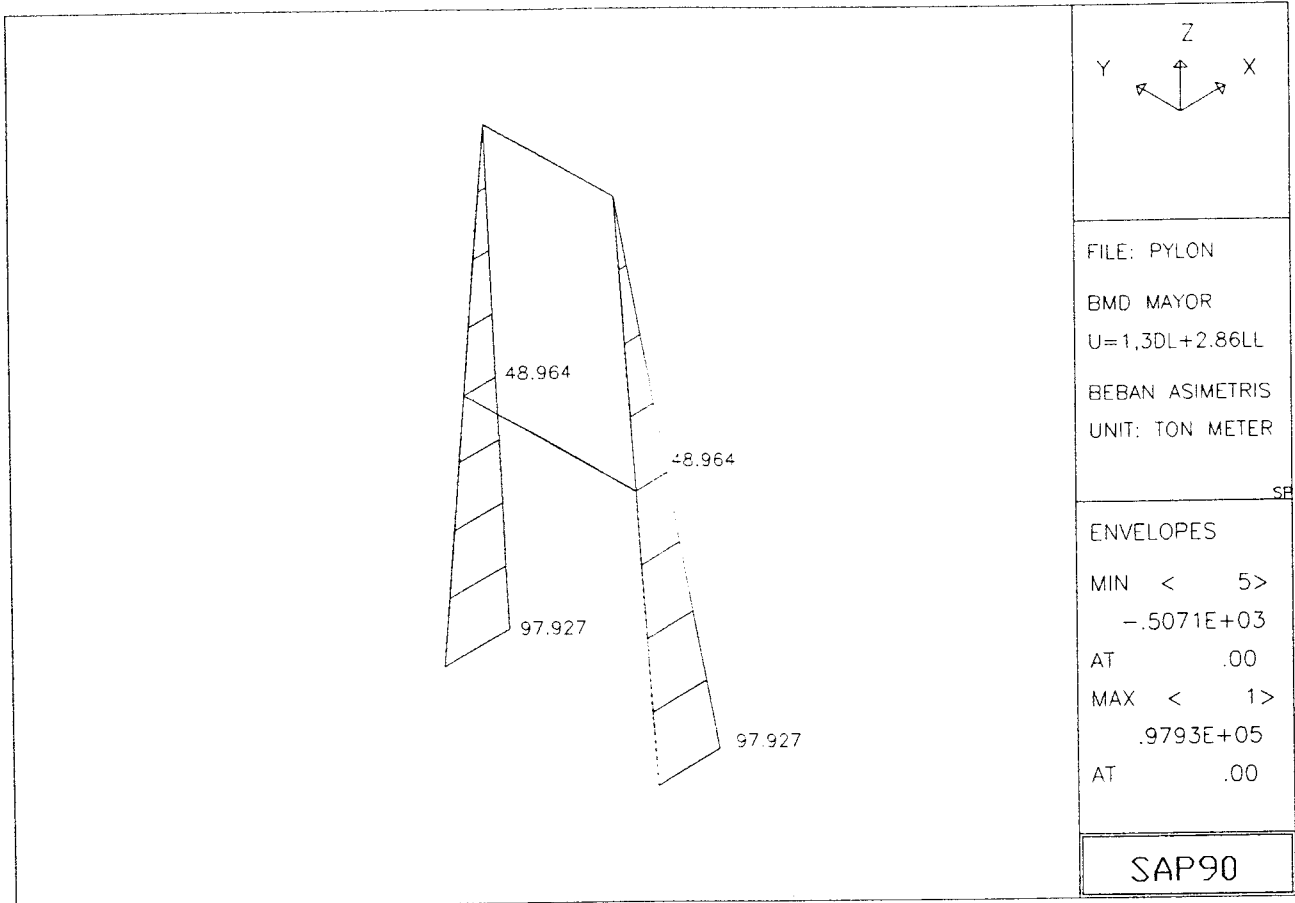 Z
Y X
FILE: PYLON
BMD MAYOR
U=1,3DL+2.86LL
BEBAN ASIMETRIS
UNIT: TON METER
SP
ENVELOPES
MIN < 5>
-.5071E+03
AT .00
MAX < 1>
.9793E+05
AT .00
SAP90
48.964
48.964
97.927
97.927